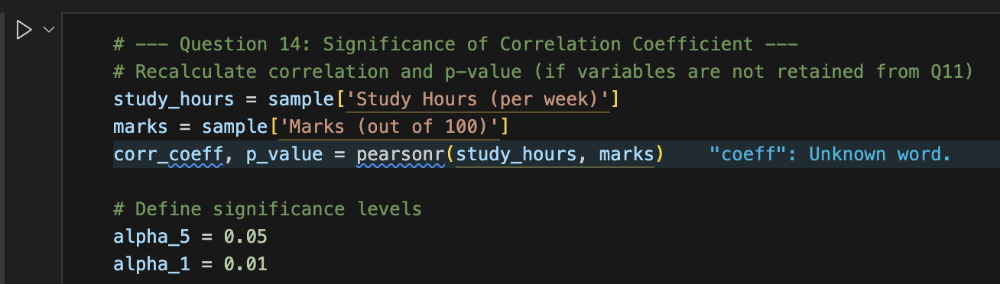 # --- Question 14: Significance of Correlation Coefficient ---
# Recalculate correlation and p-value (if variables are not retained from Q11)
study_hours = sample['Study Hours (per week)']
marks = sample['Marks (out of 100)']
corr_coeff, p_value = pearsonr(study_hours, marks)    "coeff": Unknown word.
# Define significance levels
alpha_5 = 0.05
alpha_1 = 0.01